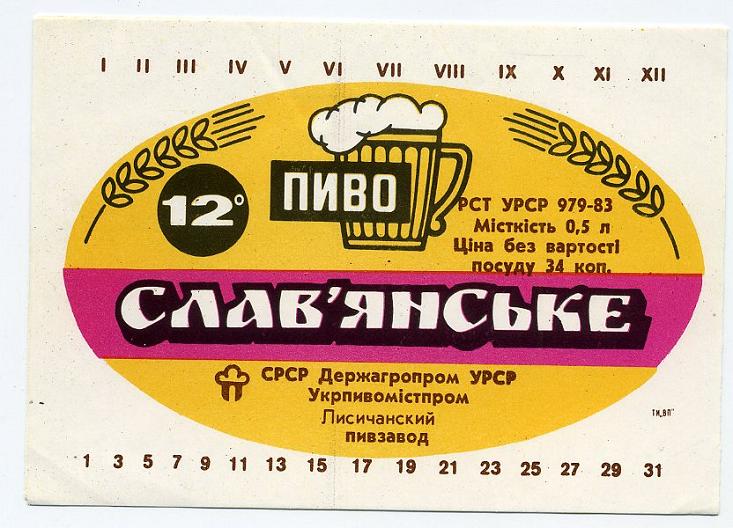 I II III IV V VI VII VIII IX X XI XII
ПИВО
12°
РСТ УРСР 979-83
Місткість 0,5 л
Ціна без вартості
посуду 34 коп.
СЛАВ'ЯНСЬКЕ
СРСР Держагропром УРСР
Укрпивомістпром
Лисичанский
пивзавод
ТИ„ВП"
1 3 5 7 9 11 13 15 17 19 21 23 25 27 29 31